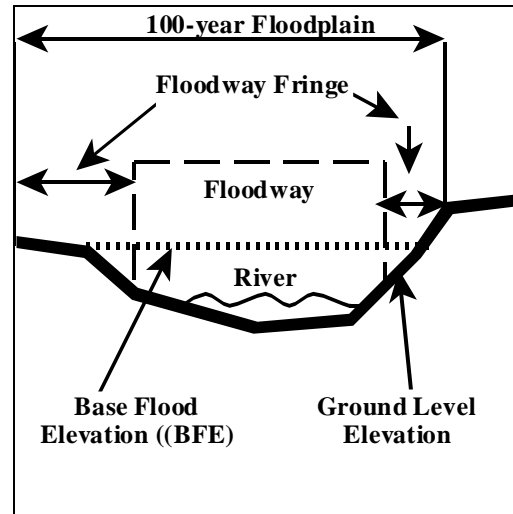 100-year Floodplain
Floodway Fringe
Floodway
River
Base Flood
Elevation ((BFE)
Ground Level
Elevation